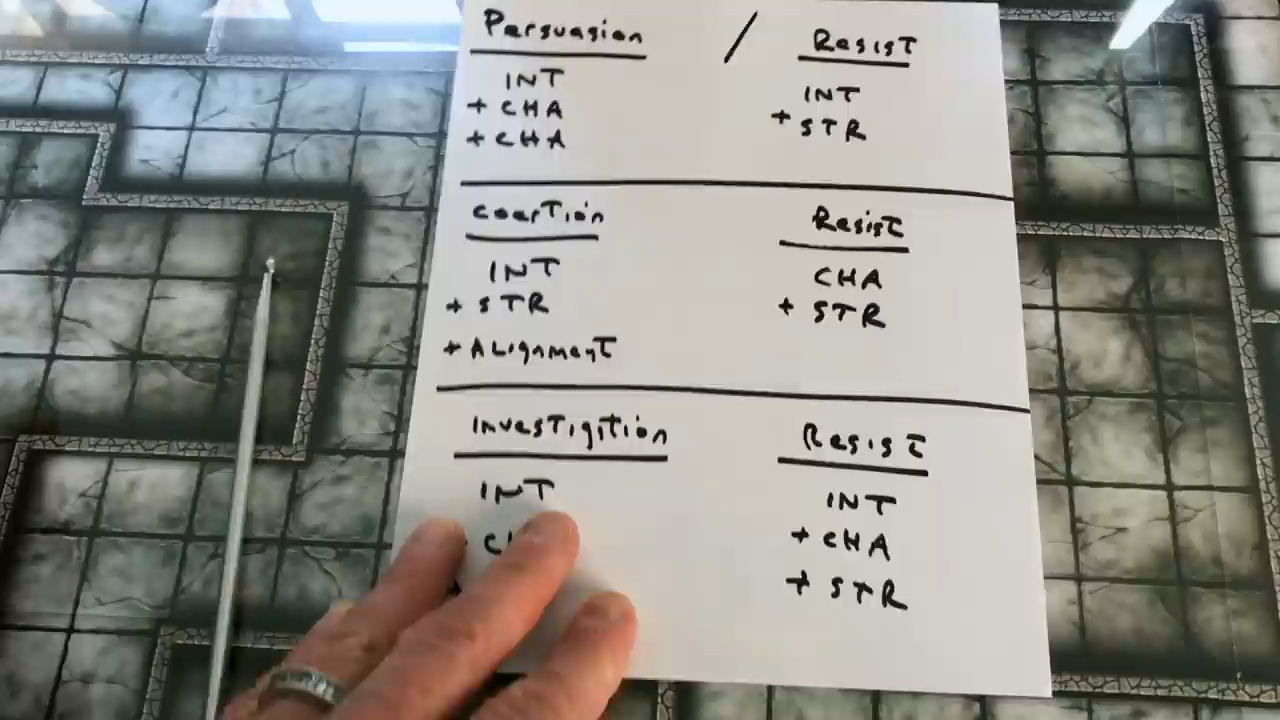 Persuasion / Resist
INT
+ CHA
+ CHA
INT
+ STR
Coertion
INT
+ STR
+ Alignment
Resist
CHA
+ STR
Investigition
INT
Resist
INT
+ CHA
+ STR